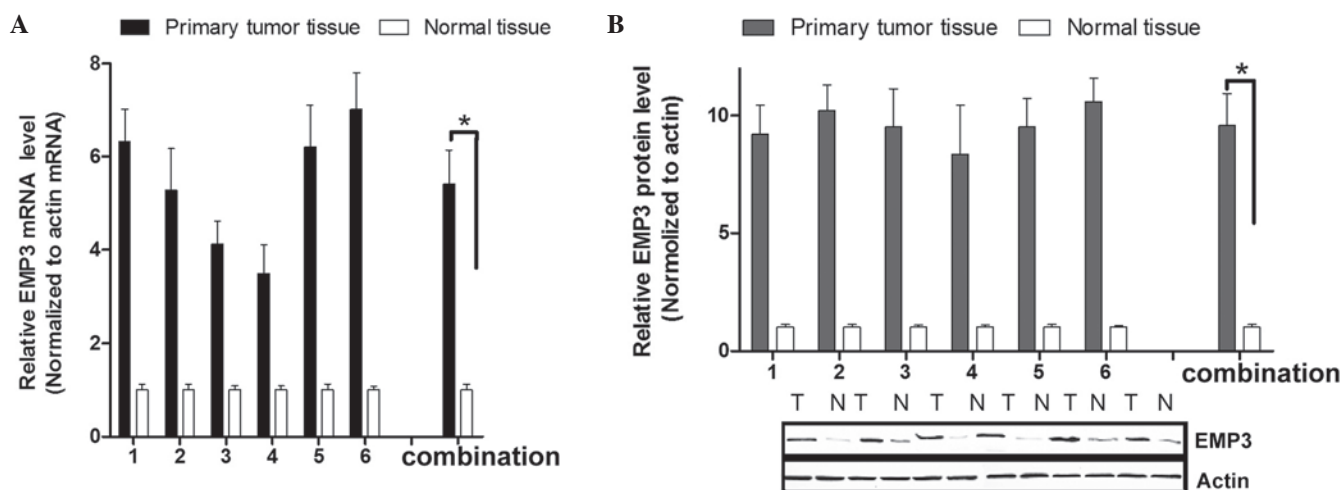 A
Primary tumor tissue
Normal tissue
Relative EMP3 mRNA level
(Normalized to actin mRNA)
8
6
4
2
0
*
1 2 3 4 5 6 combination
B
Primary tumor tissue
Normal tissue
Relative EMP3 protein level
(Normolized to actin)
10
5
0
*
1 2 3 4 5 6 combination
T N T N T N T N T N T N
EMP3
Actin